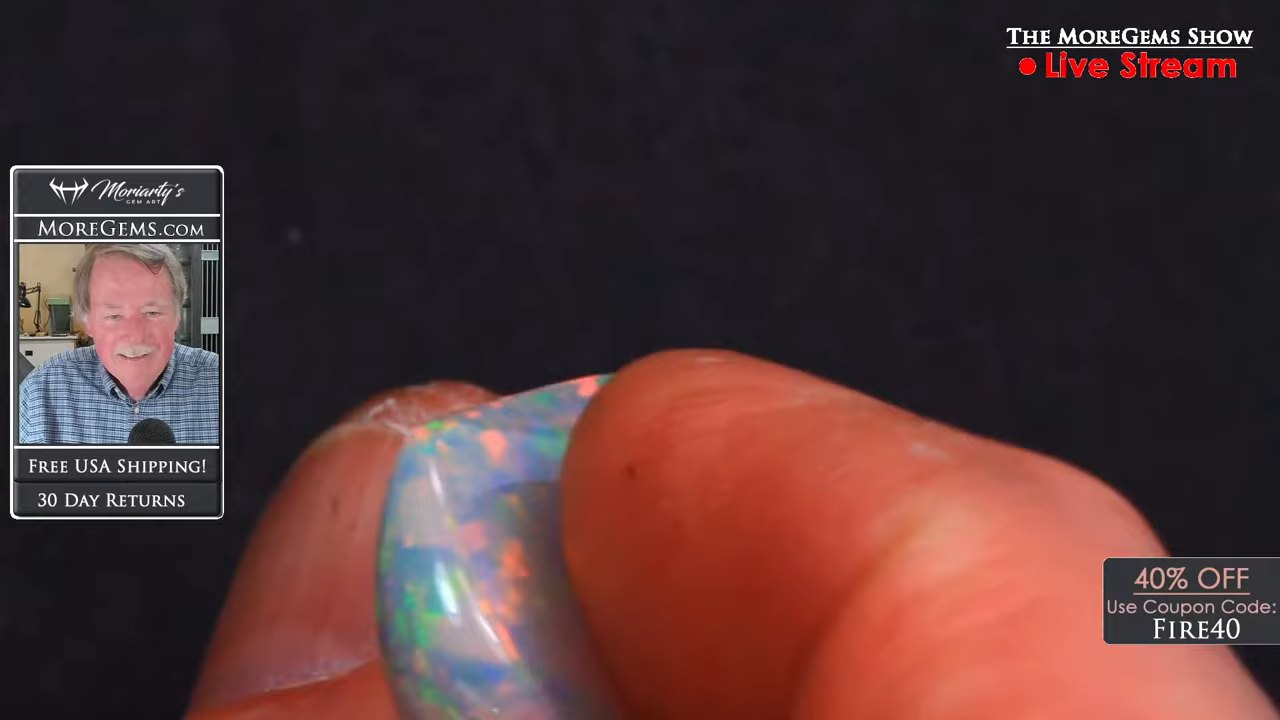 The MoreGems Show
Live Stream
Moriarty's
GEM ART
MoreGems.com
Free USA Shipping!
30 Day Returns
40% OFF
Use Coupon Code:
Fire40